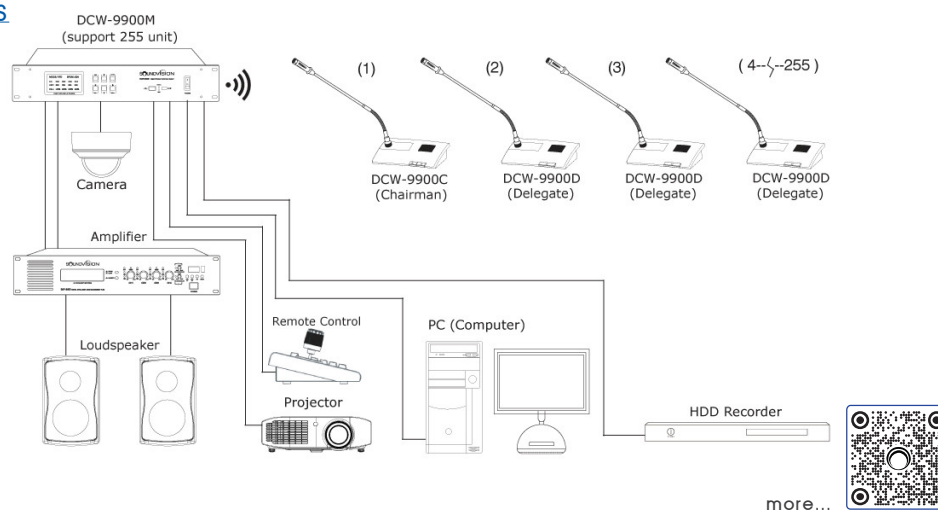 S
DCW-9900M
(support 255 unit)
SOUNDVISION
(1)
(2)
(3)
( 4-- --255 )
Camera
DCW-9900C
(Chairman)
DCW-9900D
(Delegate)
DCW-9900D
(Delegate)
DCW-9900D
(Delegate)
Amplifier
SOUNDVISION
Loudspeaker
Remote Control
PC (Computer)
Projector
HDD Recorder
more...